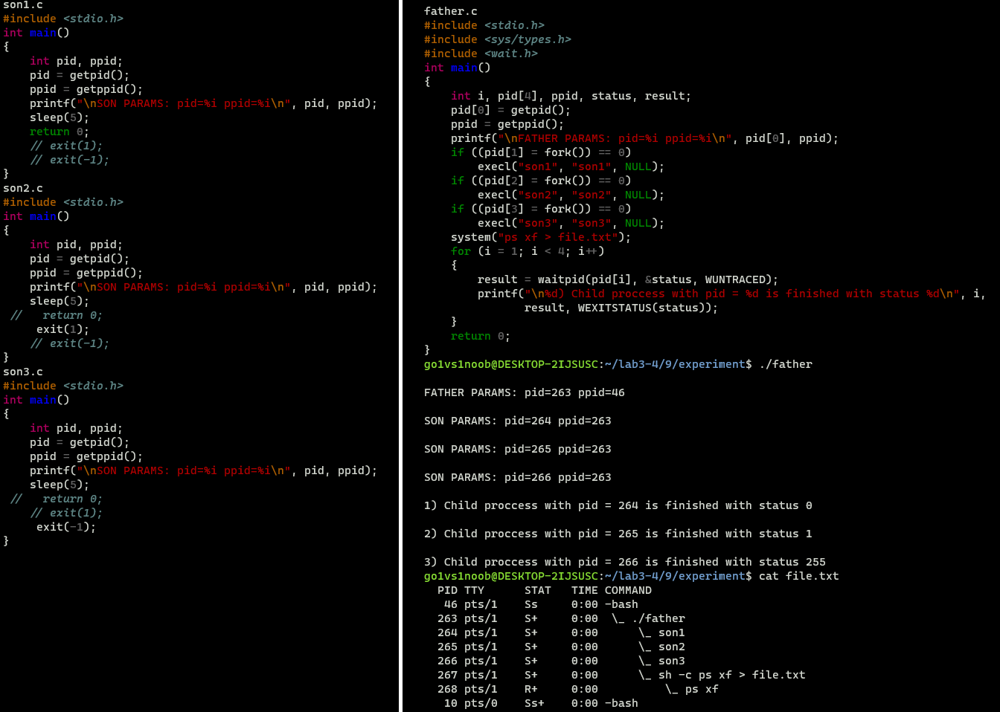 son1.c
#include <stdio.h>
int main()
{
    int pid, ppid;
    pid = getpid();
    ppid = getppid();
    printf("\nSON PARAMS: pid=%i ppid=%i\n", pid, ppid);
    sleep(5);
    return 0;
    // exit(1);
    // exit(-1);
}
son2.c
#include <stdio.h>
int main()
{
    int pid, ppid;
    pid = getpid();
    ppid = getppid();
    printf("\nSON PARAMS: pid=%i ppid=%i\n", pid, ppid);
    sleep(5);
 //   return 0;
     exit(1);
    // exit(-1);
}
son3.c
#include <stdio.h>
int main()
{
    int pid, ppid;
    pid = getpid();
    ppid = getppid();
    printf("\nSON PARAMS: pid=%i ppid=%i\n", pid, ppid);
    sleep(5);
 //   return 0;
    // exit(1);
     exit(-1);
}
father.c
#include <stdio.h>
#include <sys/types.h>
#include <wait.h>
int main()
{
    int i, pid[4], ppid, status, result;
    pid[0] = getpid();
    ppid = getppid();
    printf("\nFATHER PARAMS: pid=%i ppid=%i\n", pid[0], ppid);
    if ((pid[1] = fork()) == 0)
        execl("son1", "son1", NULL);
    if ((pid[2] = fork()) == 0)
        execl("son2", "son2", NULL);
    if ((pid[3] = fork()) == 0)
        execl("son3", "son3", NULL);
    system("ps xf > file.txt");
    for (i = 1; i < 4; i++)
    {
        result = waitpid(pid[i], &status, WUNTRACED);
        printf("\n%d) Child proccess with pid = %d is finished with status %d\n", i,
               result, WEXITSTATUS(status));
    }
    return 0;
}
go1vs1noob@DESKTOP-2IJSUSC:~/lab3-4/9/experiment$ ./father
FATHER PARAMS: pid=263 ppid=46
SON PARAMS: pid=264 ppid=263
SON PARAMS: pid=265 ppid=263
SON PARAMS: pid=266 ppid=263
1) Child proccess with pid = 264 is finished with status 0
2) Child proccess with pid = 265 is finished with status 1
3) Child proccess with pid = 266 is finished with status 255
go1vs1noob@DESKTOP-2IJSUSC:~/lab3-4/9/experiment$ cat file.txt
  PID TTY      STAT   TIME COMMAND
   46 pts/1    Ss     0:00 -bash
  263 pts/1    S+     0:00  \_ ./father
  264 pts/1    S+     0:00      \_ son1
  265 pts/1    S+     0:00      \_ son2
  266 pts/1    S+     0:00      \_ son3
  267 pts/1    S+     0:00      \_ sh -c ps xf > file.txt
  268 pts/1    R+     0:00          \_ ps xf
   10 pts/0    Ss+    0:00 -bash